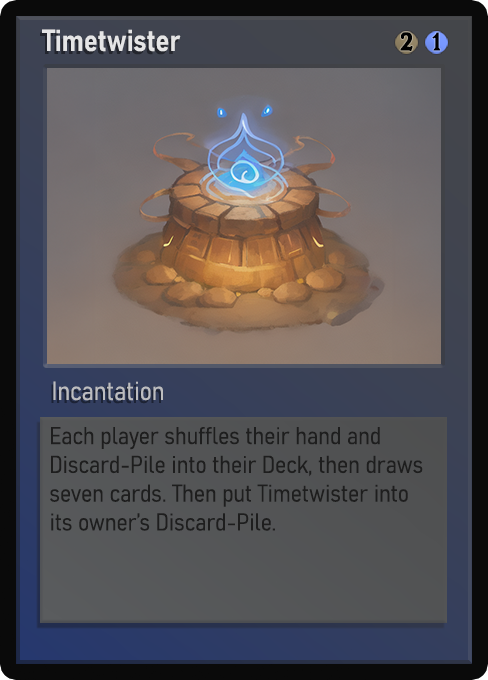 Timetwister 2 1
Incantation
Each player shuffles their hand and
Discard-Pile into their Deck, then draws
seven cards. Then put Timetwister into
its owner's Discard-Pile.